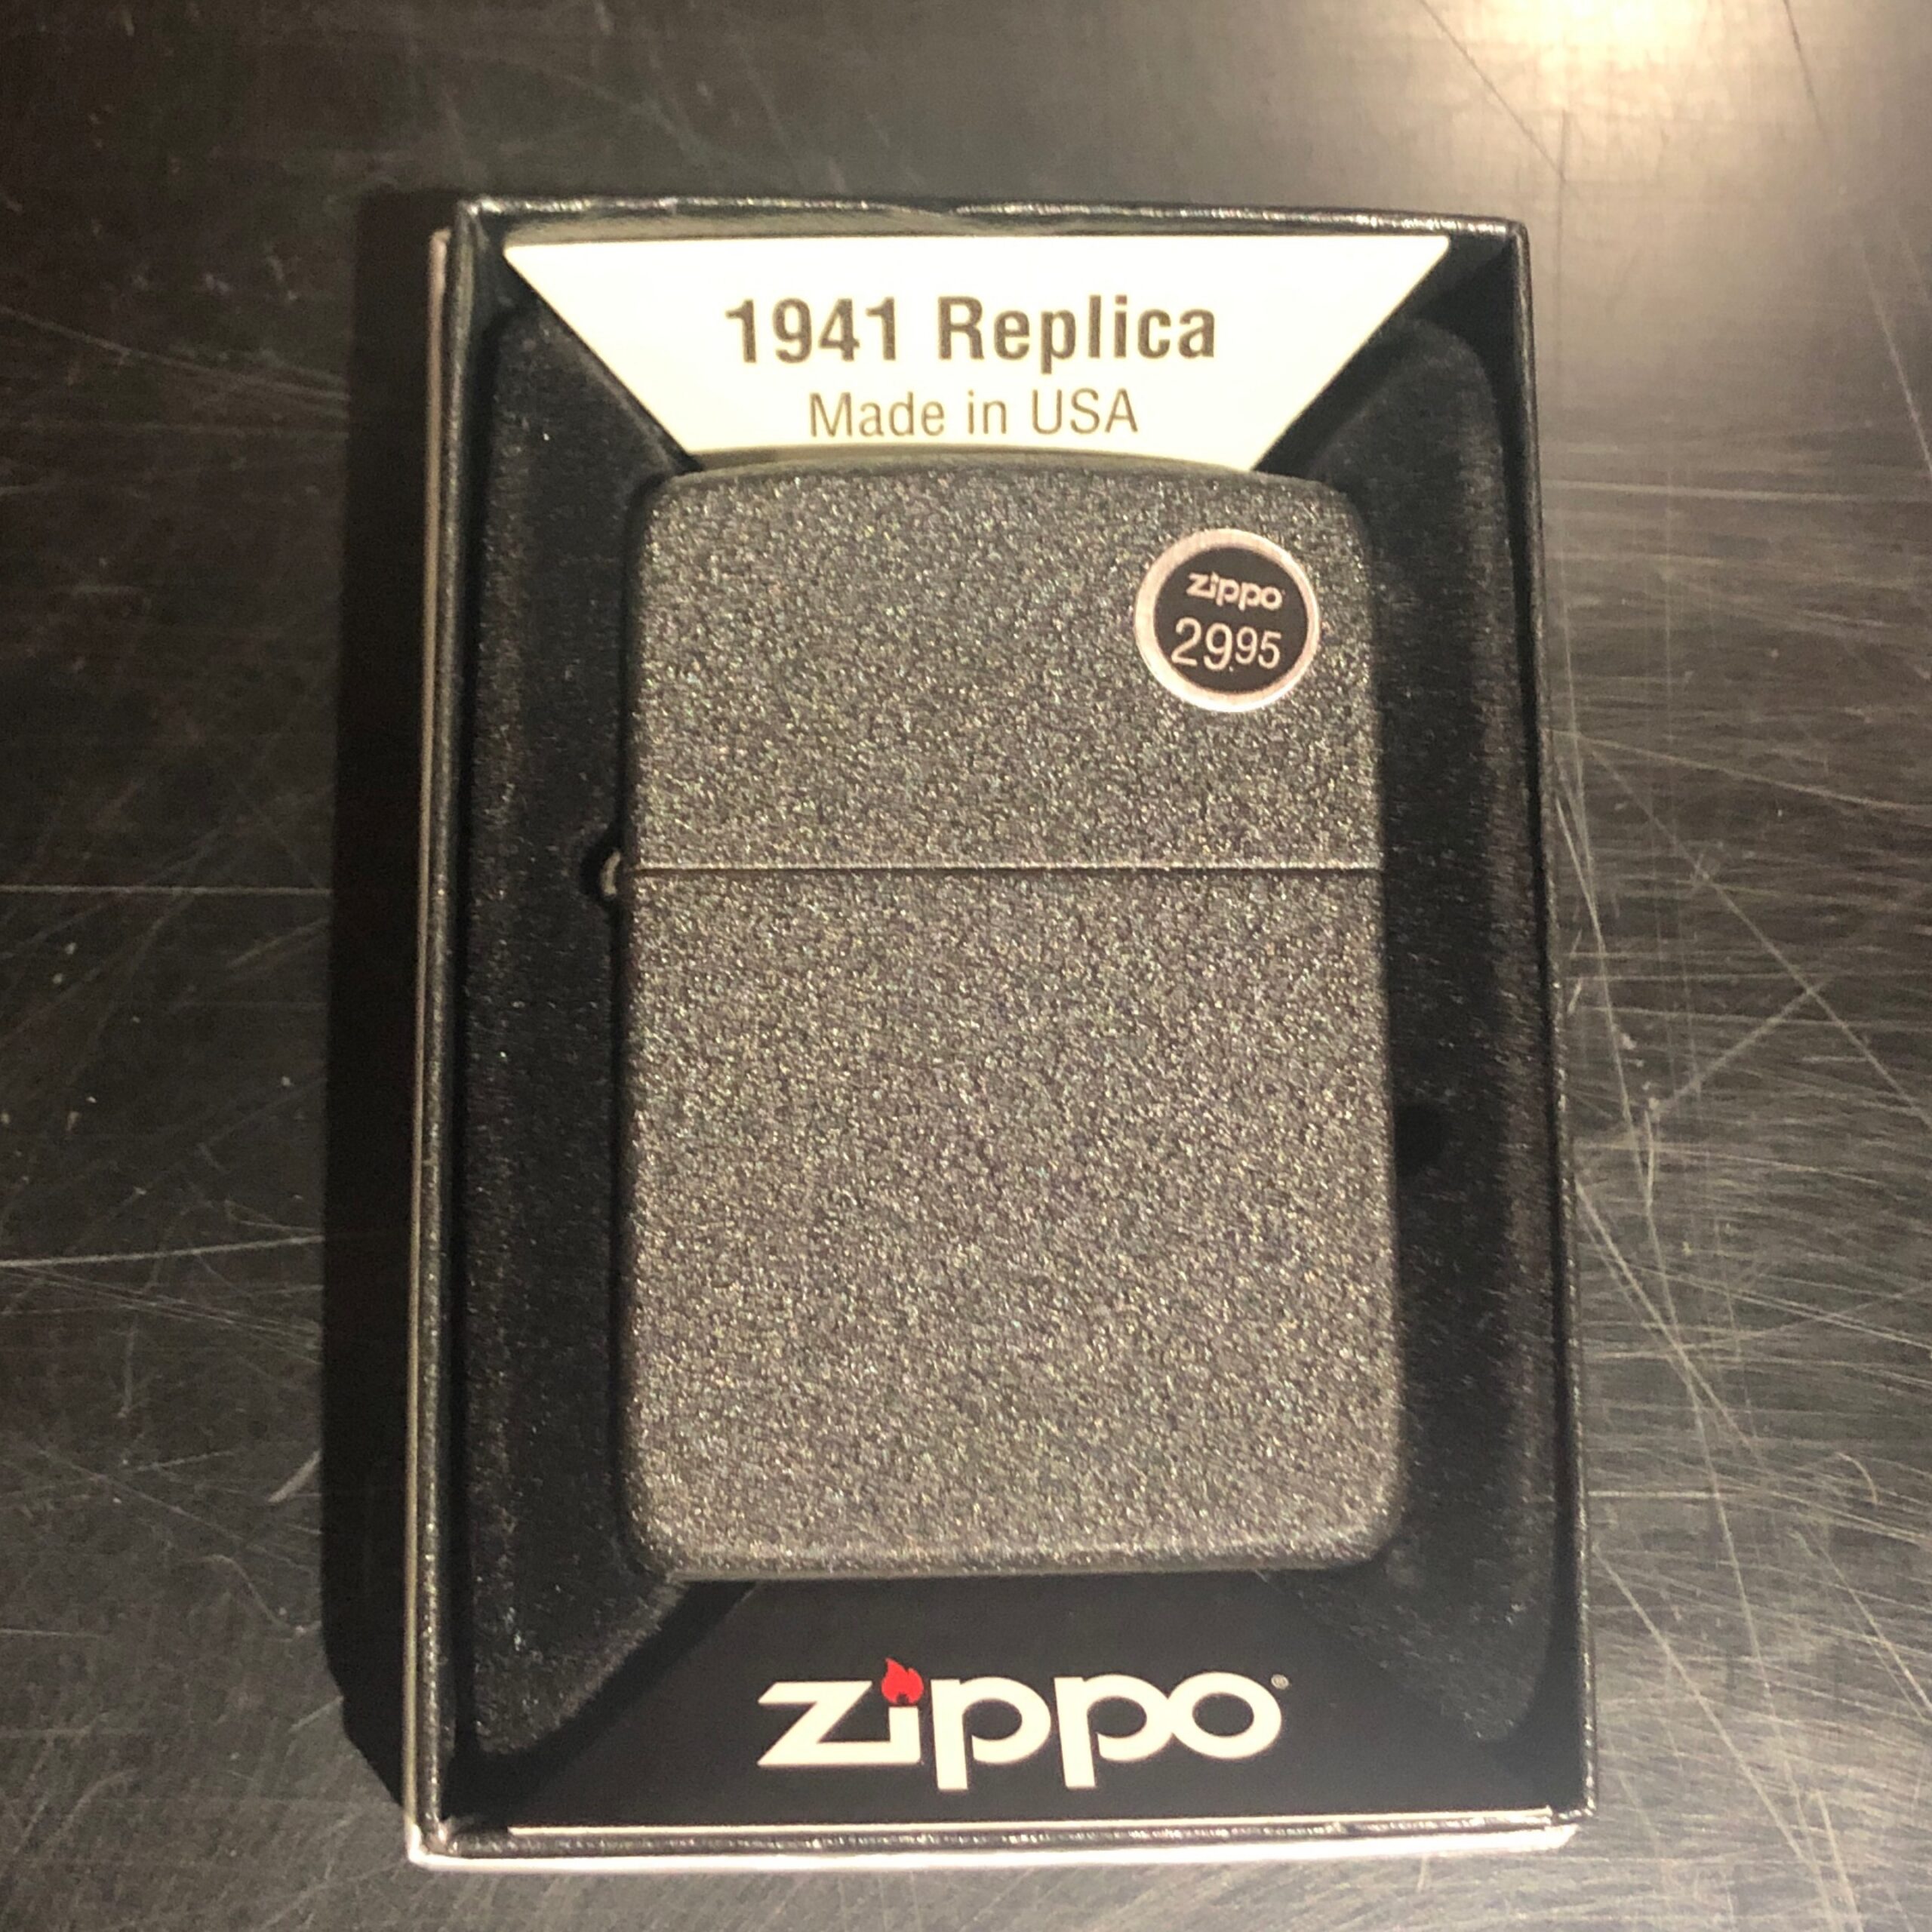 1941 Replica
Made in USA
zippo
29.95
zippo®